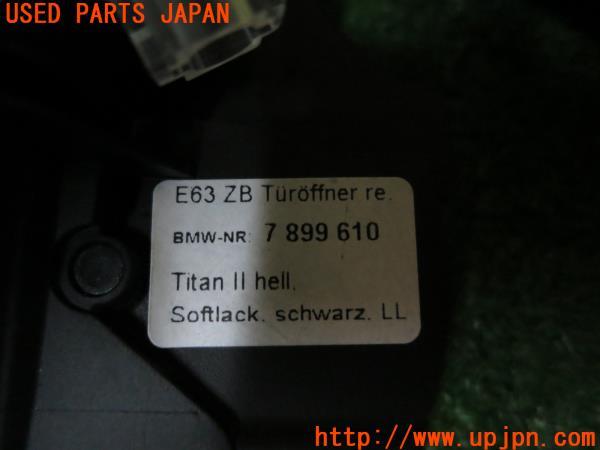 USED PARTS JAPAN
E63 ZB Türöffner re.
BMW-NR: 7 899 610
Titan II hell,
Softlack. schwarz. LL
http://www.upjpn.com